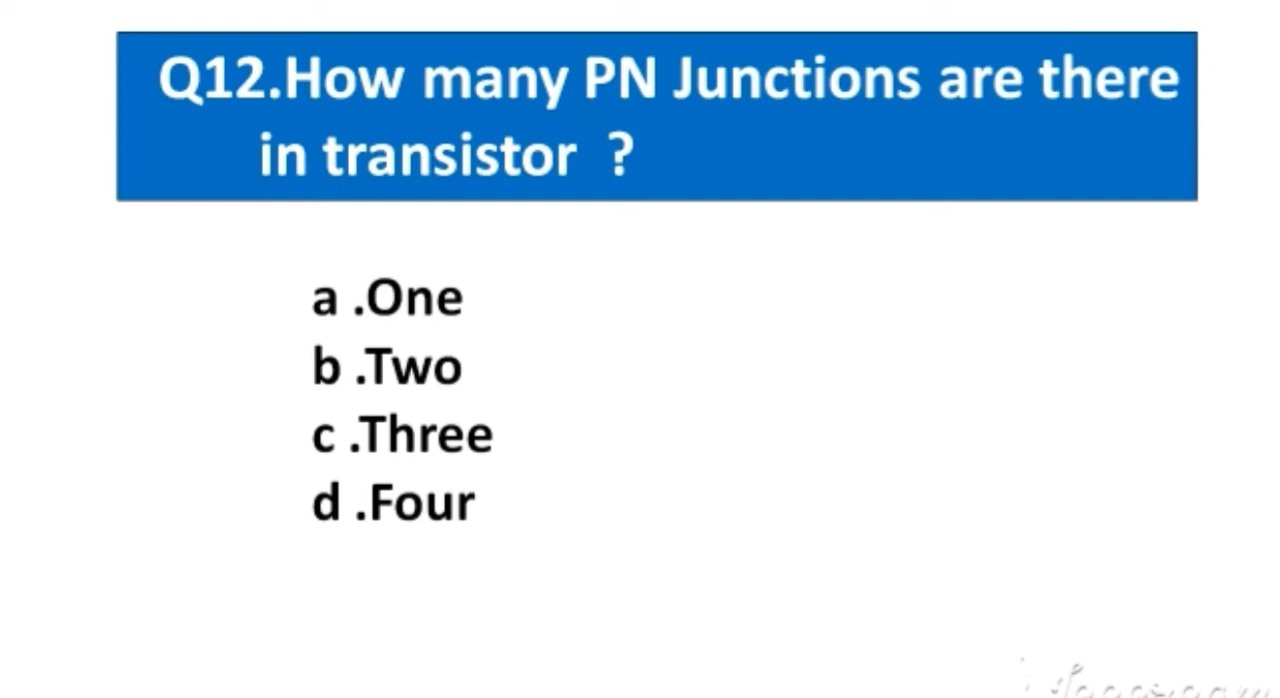 Q12.How many PN Junctions are there
in transistor ?
a .One
b .Two
c .Three
d .Four